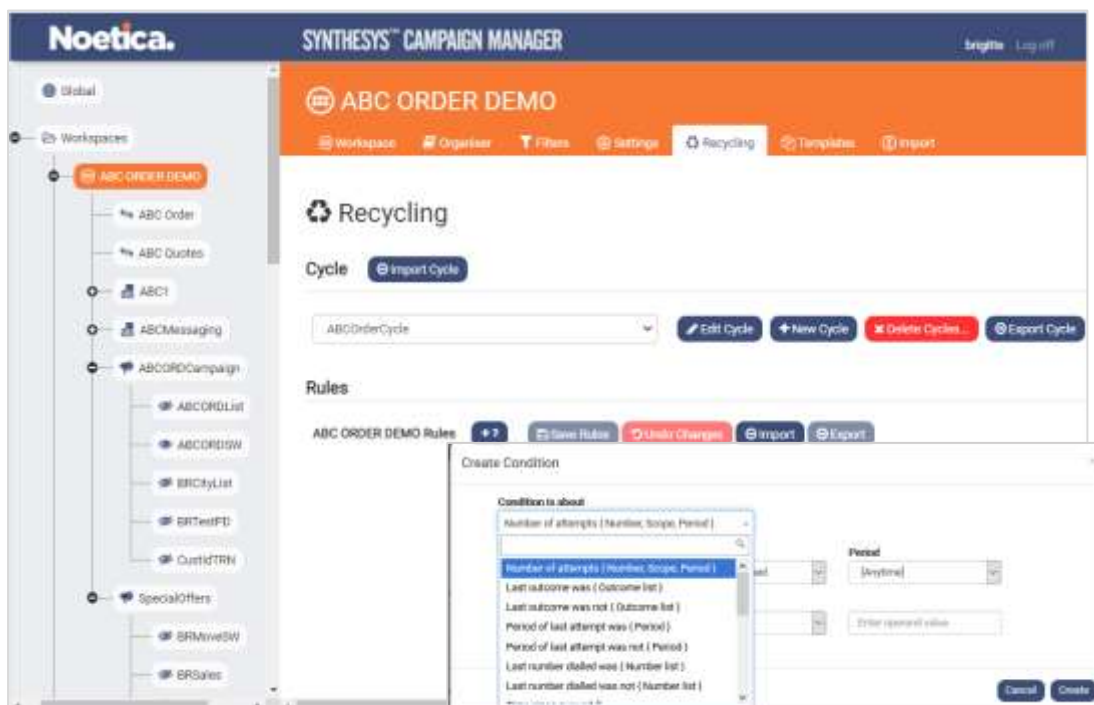 Noetica.
SYNTHESYS™ CAMPAIGN MANAGER
brigitte Log off
Global
Workspaces
ABC ORDER DEMO
ABC Order
ABC Quotes
ABC1
ABCMessaging
ABCORDCampaign
ABCORDList
ABCORDSW
BRCityList
BRTestPD
CustIdTRN
SpecialOffers
BRMoveSW
BRSales
ABC ORDER DEMO
Workspace Organiser Filters Settings Recycling Templates Import
Recycling
Cycle Import Cycle
ABCOrderCycle Edit Cycle New Cycle Delete Cycles... Export Cycle
Rules
ABC ORDER DEMO Rules + ? Save Rules Undo Changes Import Export
Create Condition
Condition is about
Number of attempts ( Number, Scope, Period )
Number of attempts ( Number, Scope, Period )
Last outcome was ( Outcome list )
Last outcome was not ( Outcome list )
Period of last attempt was ( Period )
Period of last attempt was not ( Period )
Last number dialled was ( Number list )
Last number dialled was not ( Number list )
Period
[Anytime]
Enter operand value
Cancel Create